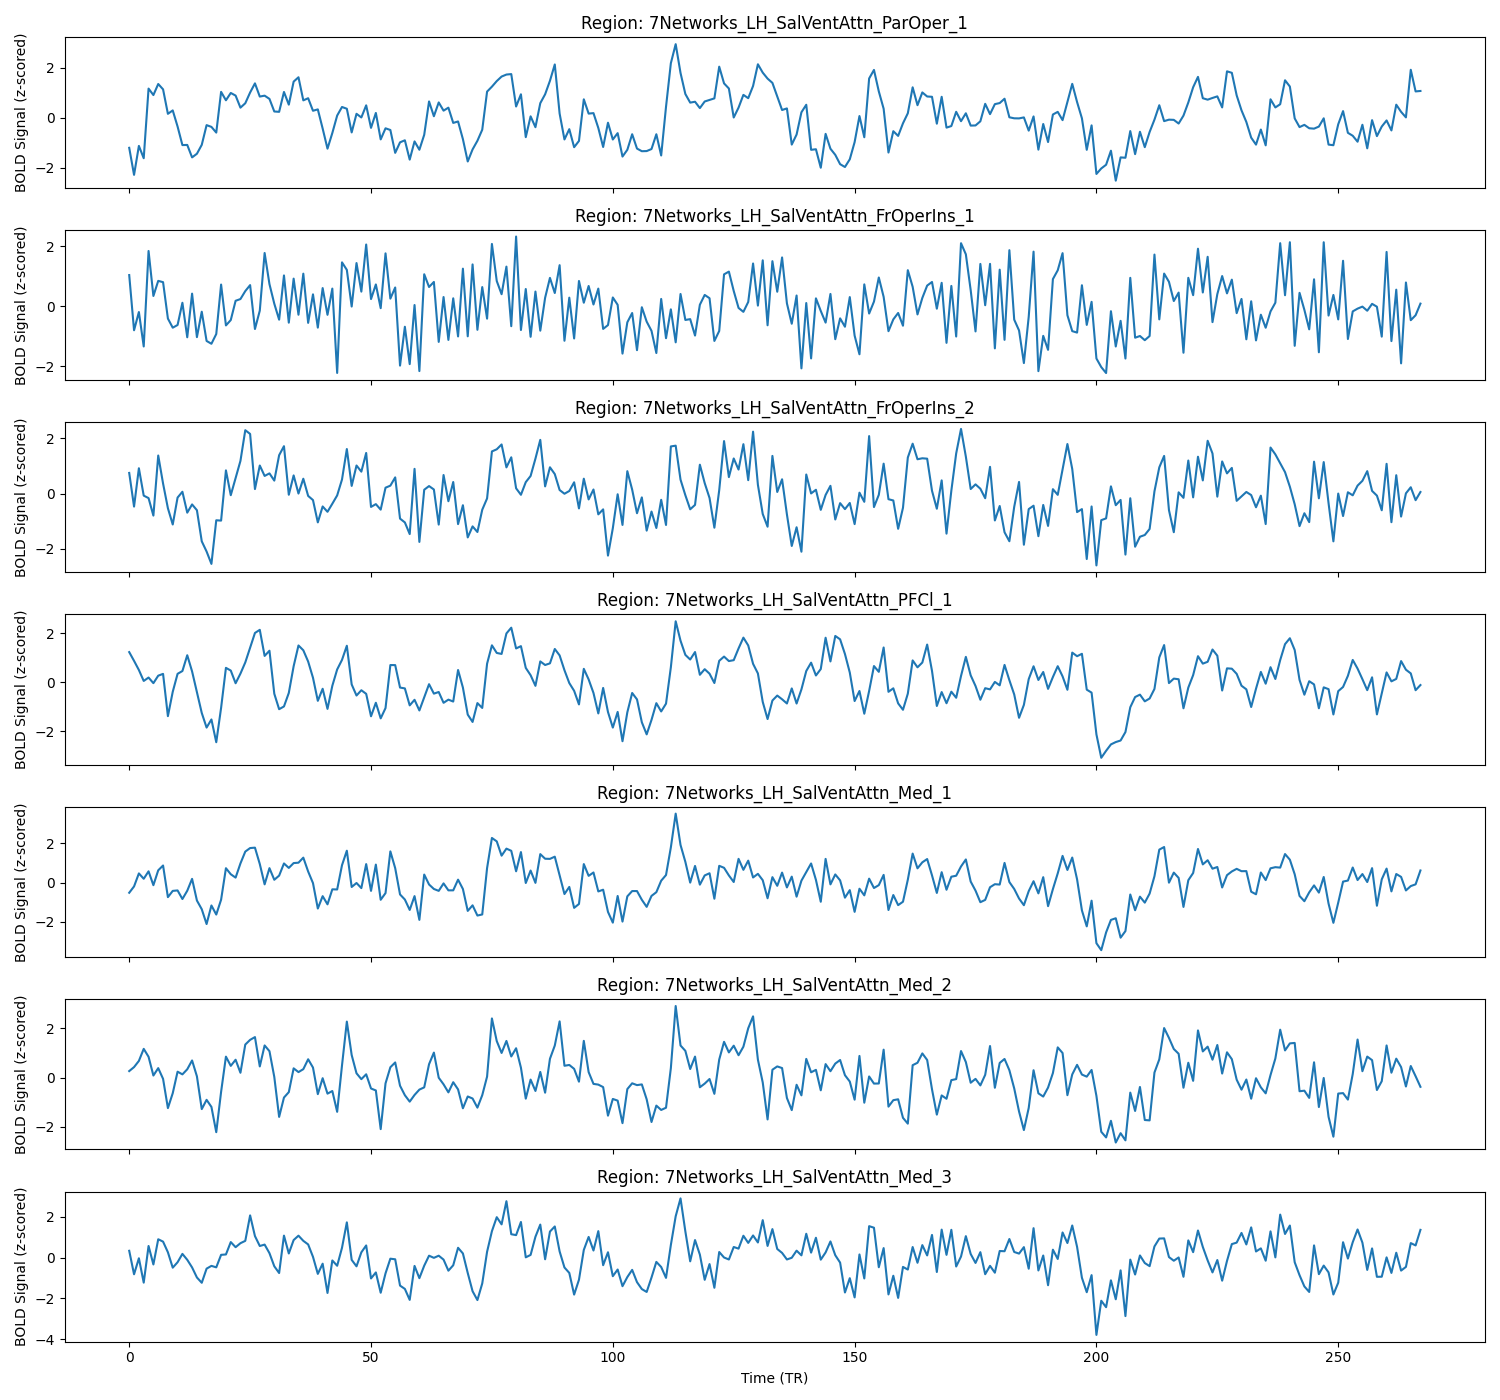 Region: 7Networks_LH_SalVentAttn_ParOper_1
BOLD Signal (z-scored)
2
0
−2
Region: 7Networks_LH_SalVentAttn_FrOperIns_1
BOLD Signal (z-scored)
2
0
−2
Region: 7Networks_LH_SalVentAttn_FrOperIns_2
BOLD Signal (z-scored)
2
0
−2
Region: 7Networks_LH_SalVentAttn_PFCl_1
BOLD Signal (z-scored)
2
0
−2
Region: 7Networks_LH_SalVentAttn_Med_1
BOLD Signal (z-scored)
2
0
−2
Region: 7Networks_LH_SalVentAttn_Med_2
BOLD Signal (z-scored)
2
0
−2
Region: 7Networks_LH_SalVentAttn_Med_3
BOLD Signal (z-scored)
2
0
−2
−4
0 50 100 150 200 250
Time (TR)